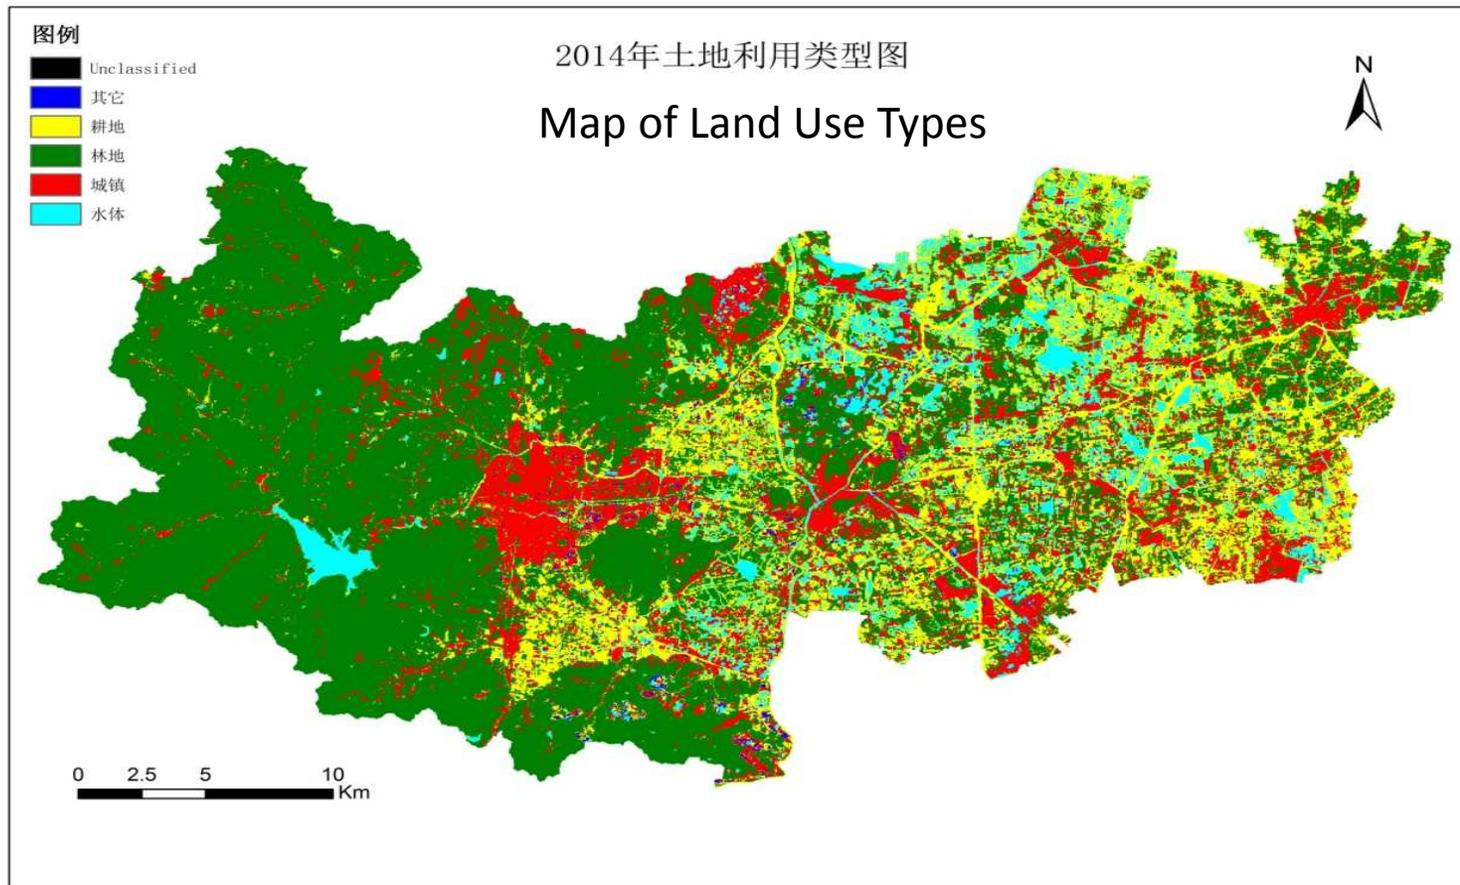 图例
Unclassified
其它
耕地
林地
城镇
水体
2014年土地利用类型图
Map of Land Use Types
N
0 2.5 5 10
Km